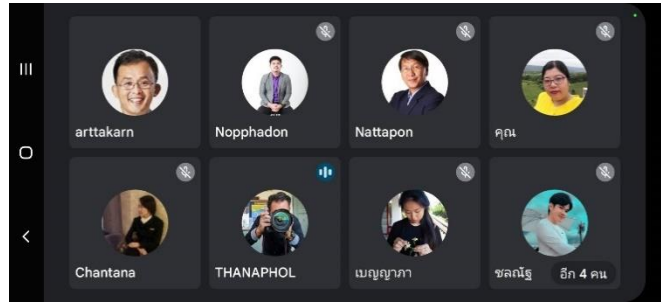 arttakarn
Nopphadon
Nattapon
คุณ
Chantana
THANAPHOL
เบญญาภา
ชลณัฐ
อีก 4 คน